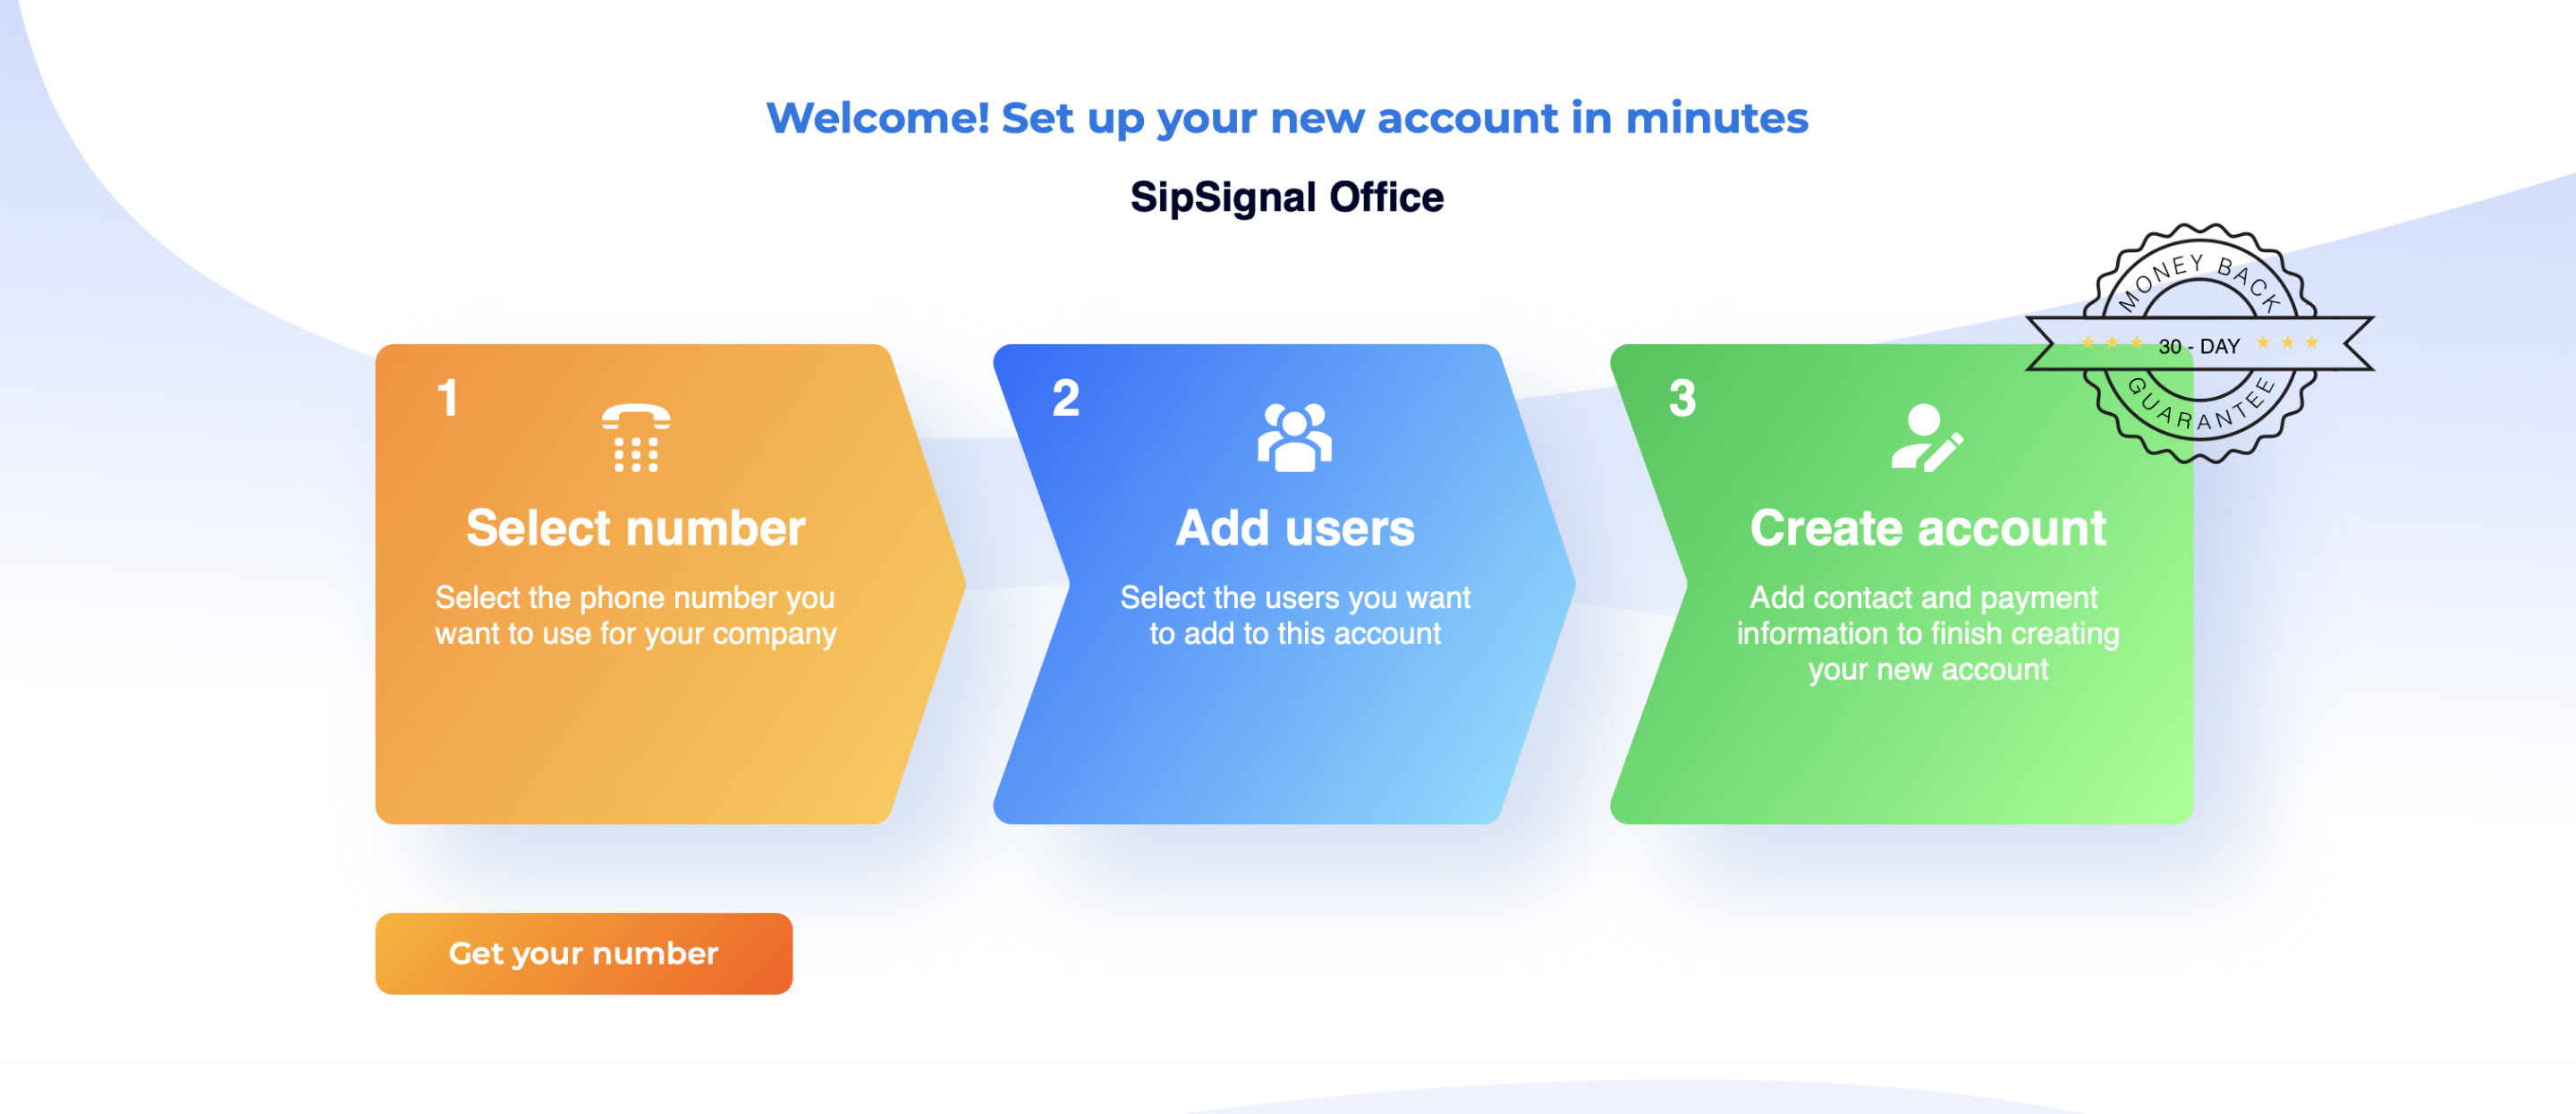 Welcome! Set up your new account in minutes
SipSignal Office
MONEY BACK
30 - DAY
GUARANTEE
1
Select number
Select the phone number you
want to use for your company
2
Add users
Select the users you want
to add to this account
3
Create account
Add contact and payment
information to finish creating
your new account
Get your number